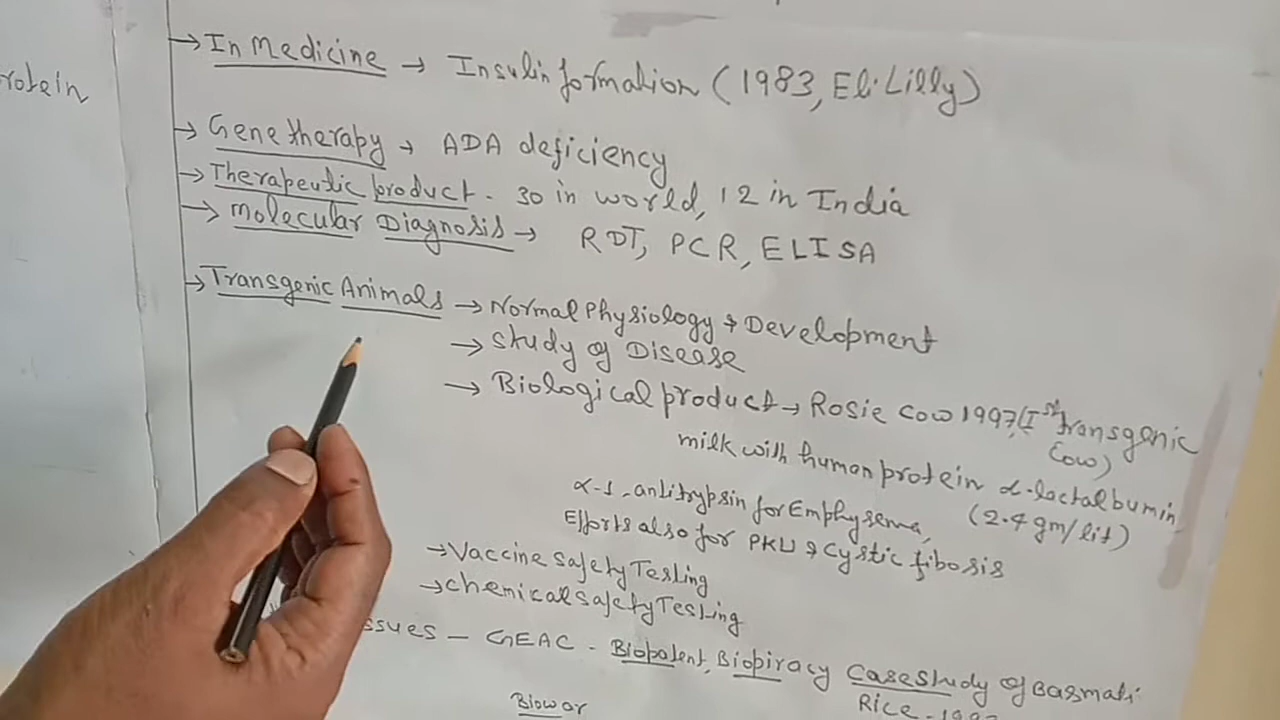 rotein
→ In Medicine → Insulin formation (1983, Eli Lilly)
→ Gene therapy → ADA deficiency
→ Therapeutic product - 30 in world, 12 in India
→ Molecular Diagnosis → RDT, PCR, ELISA
→ Transgenic Animals → Normal Physiology & Development
→ Study of Disease
→ Biological product → Rosie Cow 1997, (Ist transgenic
Cow)
milk with human protein α-lactalbumin
(2.4 gm/lit)
α-1-antitrypsin for Emphysema,
Efforts also for PKU & Cystic fibosis
→ Vaccine Safety Testing
→ Chemical Safety Testing
ssues - GEAC - Biopatent, Biopiracy Case Study of Basmati
Rice - 199
Biowar